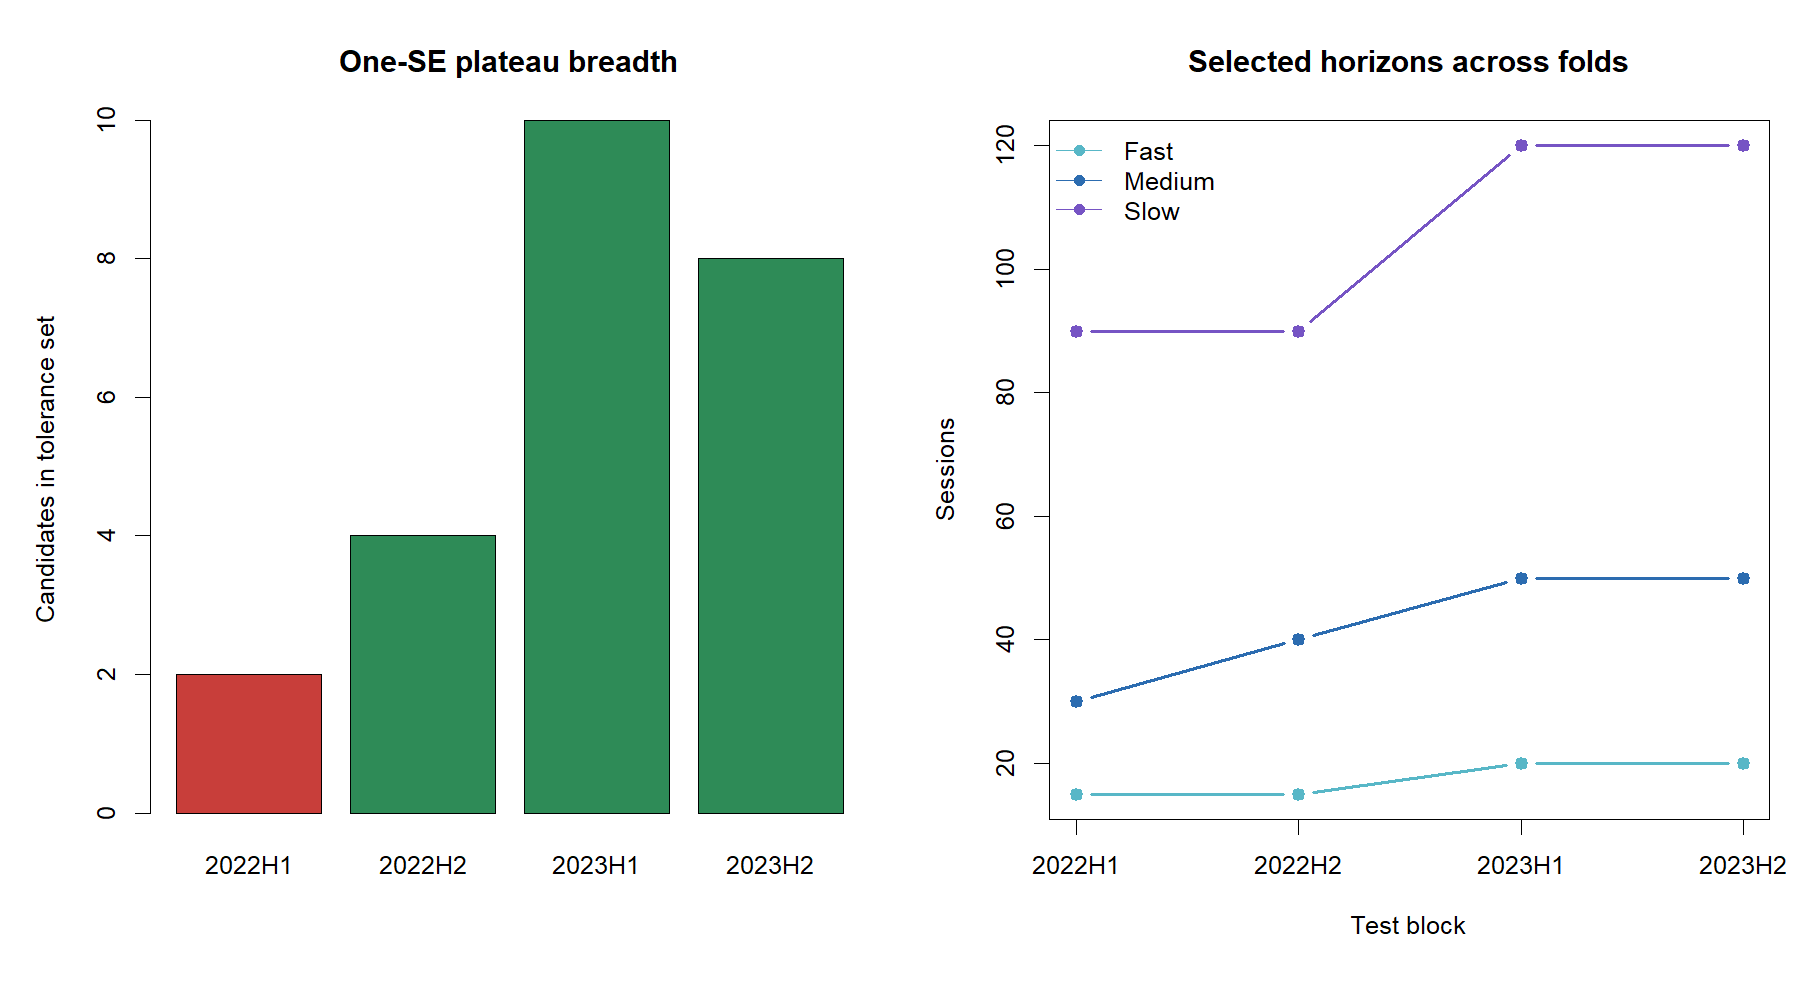 One-SE plateau breadth
Candidates in tolerance set
10
8
6
4
2
0
2022H1
2022H2
2023H1
2023H2
Selected horizons across folds
Fast
Medium
Slow
Sessions
120
100
80
60
40
20
2022H1
2022H2
2023H1
2023H2
Test block